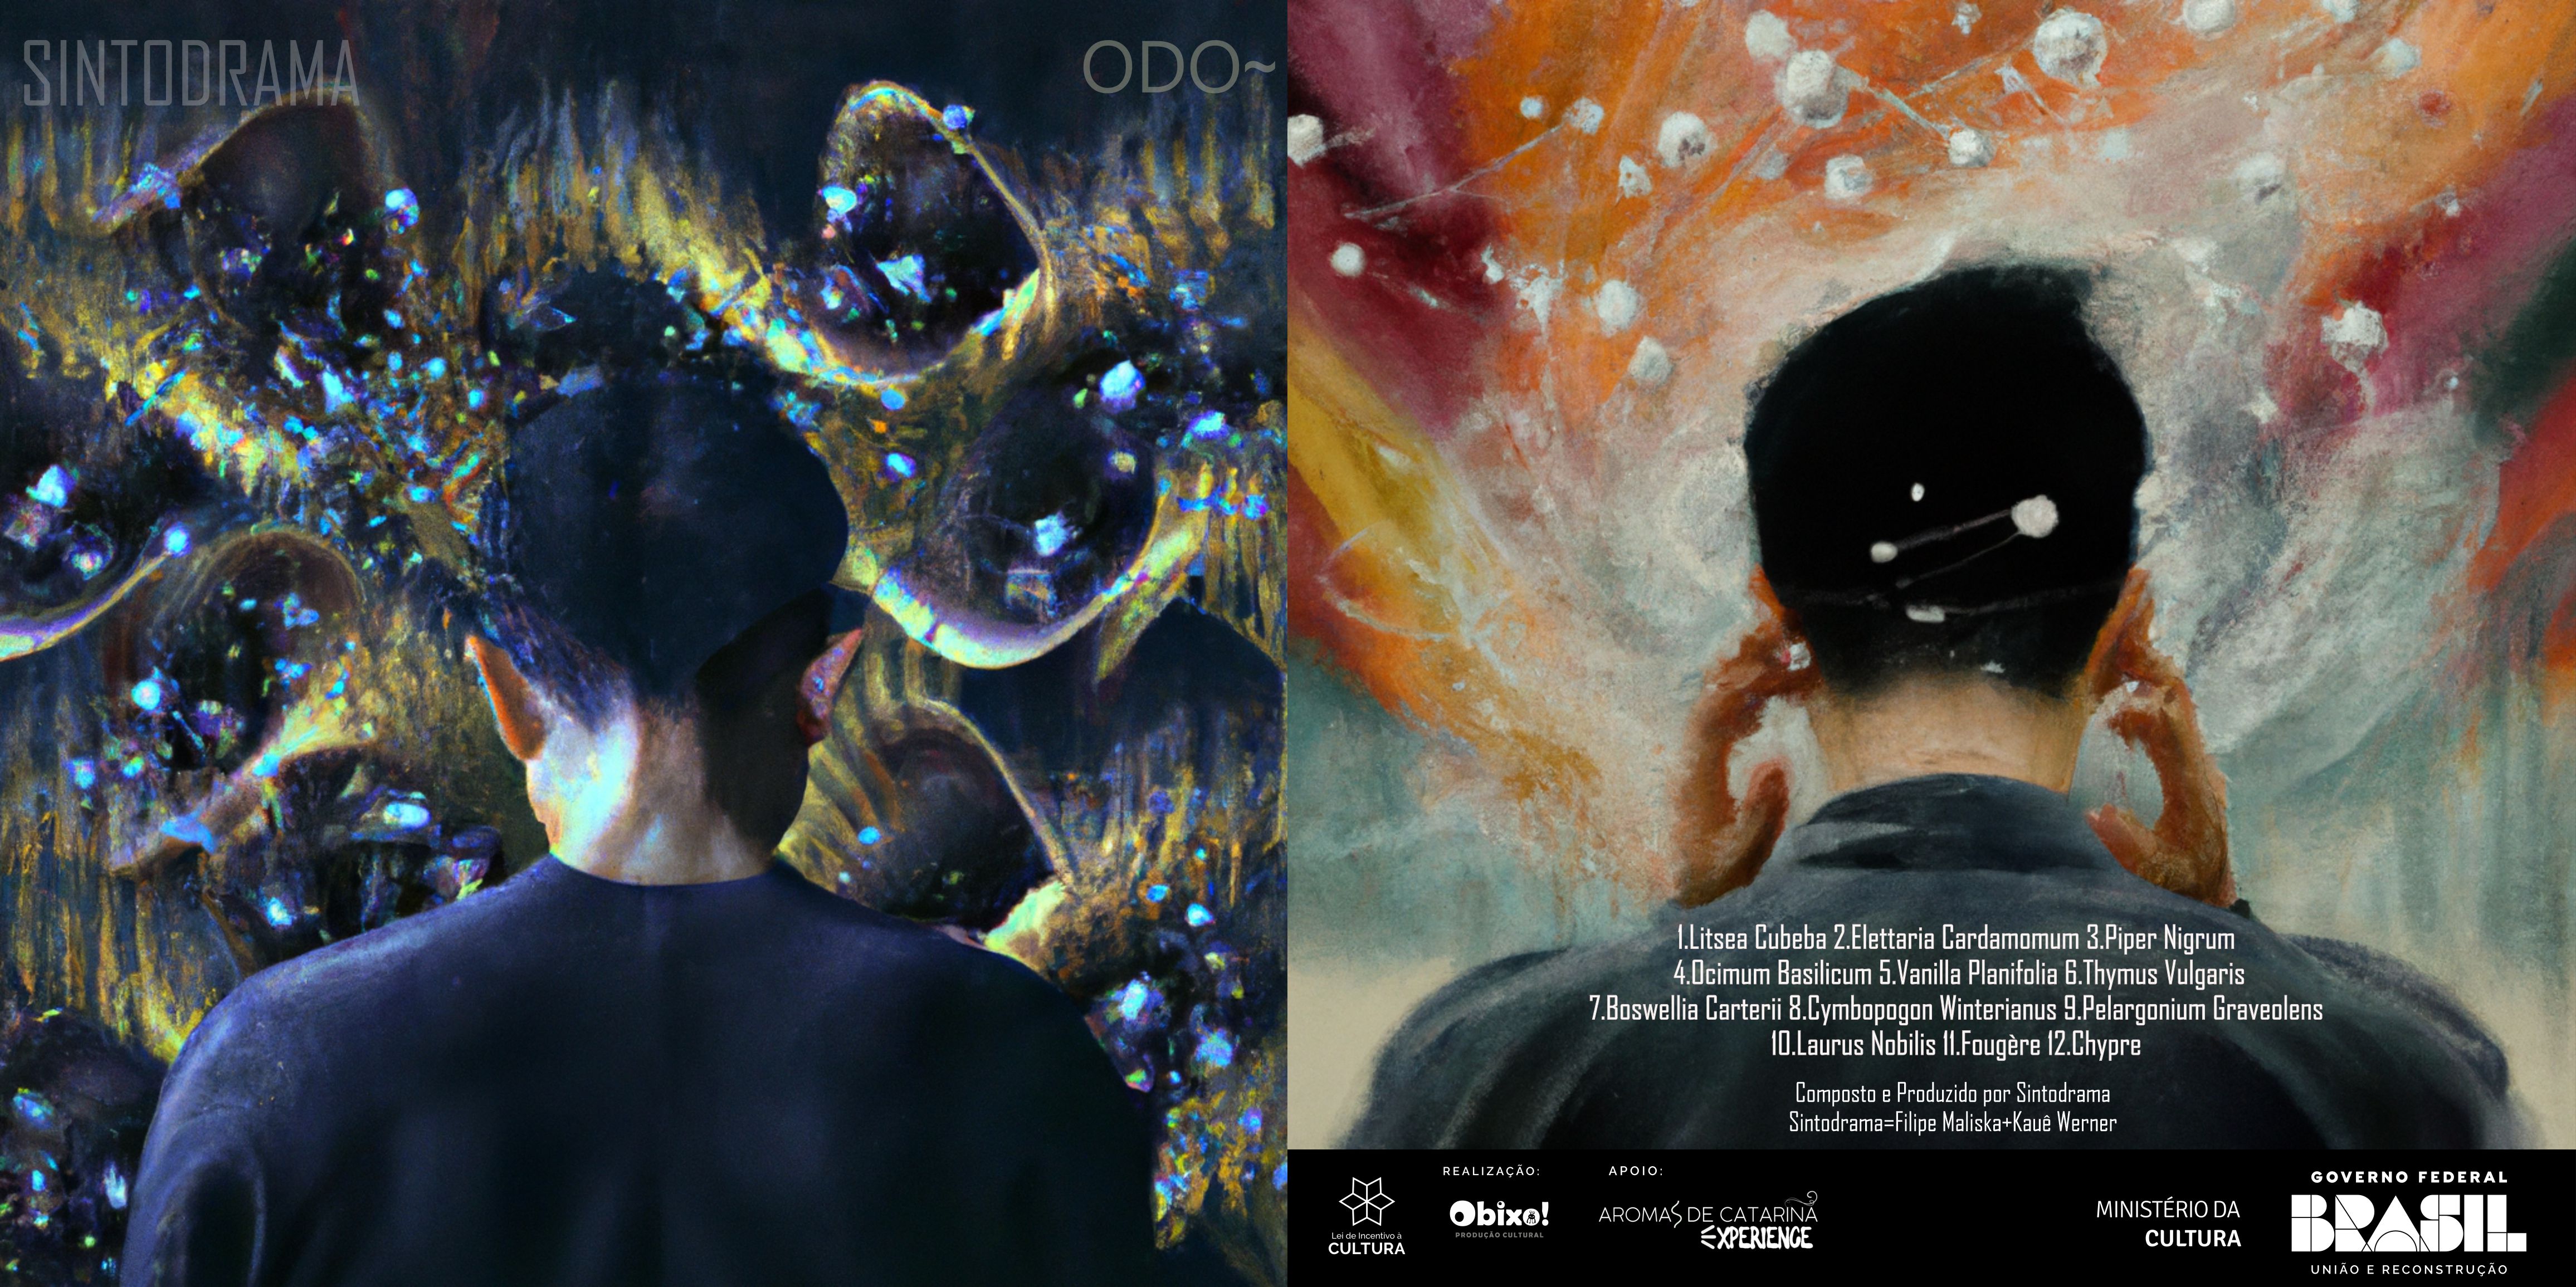 SINTODRAMA
ODO~
1.Litsea Cubeba 2.Elettaria Cardamomum 3.Piper Nigrum
4.Ocimum Basilicum 5.Vanilla Planifolia 6.Thymus Vulgaris
7.Boswellia Carterii 8.Cymbopogon Winterianus 9.Pelargonium Graveolens
10.Laurus Nobilis 11.Fougère 12.Chypre
Composto e Produzido por Sintodrama
Sintodrama=Filipe Maliska+Kauê Werner
Lei de Incentivo à
CULTURA
REALIZAÇÃO:
Obixo!
PRODUÇÃO CULTURAL
APOIO:
AROMAS DE CATARINA
EXPERIENCE
MINISTÉRIO DA
CULTURA
GOVERNO FEDERAL
BRASIL
UNIÃO E RECONSTRUÇÃO